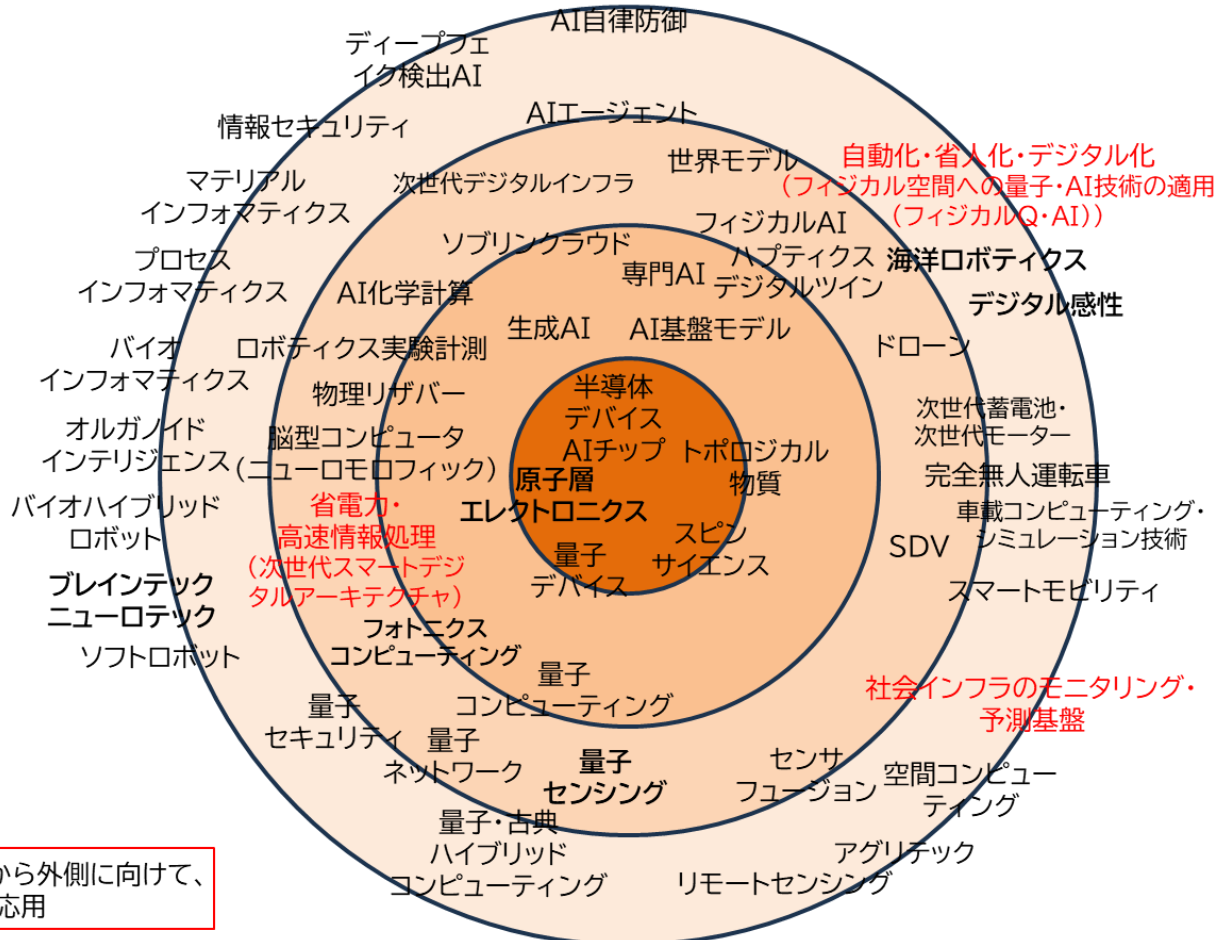 AI自律防御
ディープフェ
イク検出AI
情報セキュリティ
AIエージェント
世界モデル
自動化・省人化・デジタル化
(フィジカル空間への量子・AI技術の適用
(フィジカルQ・AI))
マテリアル
インフォマティクス
次世代デジタルインフラ
フィジカルAI
ソブリンクラウド
ハプティクス
海洋ロボティクス
プロセス
インフォマティクス
専門AI
デジタルツイン
デジタル感性
AI化学計算
生成AI
AI基盤モデル
バイオ
インフォマティクス
ロボティクス実験計測
ドローン
物理リザバー
半導体
デバイス
AIチップ
次世代蓄電池・
次世代モーター
オルガノイド
インテリジェンス
脳型コンピュータ
(ニューロモロフィック)
トポロジカル
物質
完全無人運転車
原子層
エレクトロニクス
バイオハイブリッド
ロボット
省電力・
高速情報処理
(次世代スマートデジ
タルアーキテクチャ)
車載コンピューティング・
シミュレーション技術
スピン
サイエンス
SDV
量子
デバイス
ブレインテック
ニューロテック
スマートモビリティ
フォトニクス
コンピューティング
ソフトロボット
量子
コンピューティング
社会インフラのモニタリング・
予測基盤
量子
セキュリティ
量子
ネットワーク
量子
センシング
センサ
フュージョン
空間コンピュー
ティング
量子・古典
ハイブリッド
コンピューティング
アグリテック
リモートセンシング
から外側に向けて、
応用